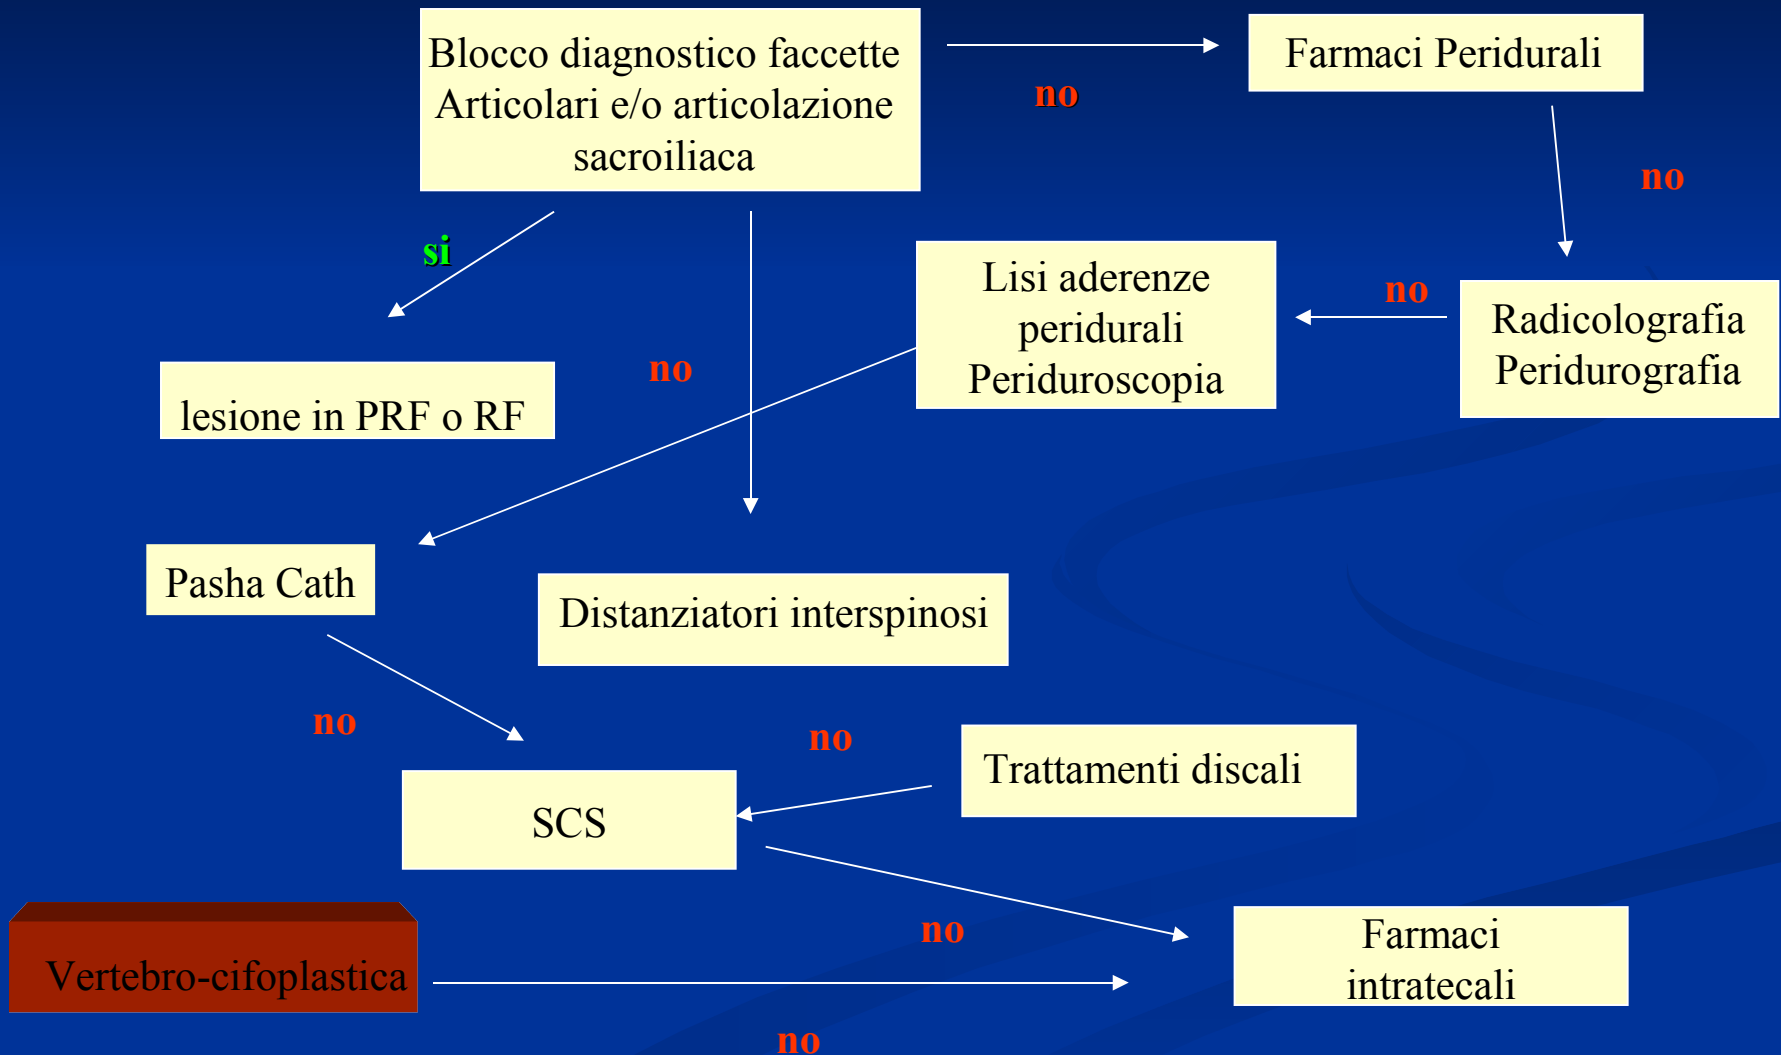 Blocco diagnostico faccette
Articolari e/o articolazione
sacroiliaca
no
Farmaci Peridurali
no
si
Lisi aderenze
peridurali
Periduroscopia
no
Radicolografia
Peridurografia
no
lesione in PRF o RF
Pasha Cath
Distanziatori interspinosi
no
no
Trattamenti discali
SCS
Vertebro-cifoplastica
no
Farmaci
intratecali
no